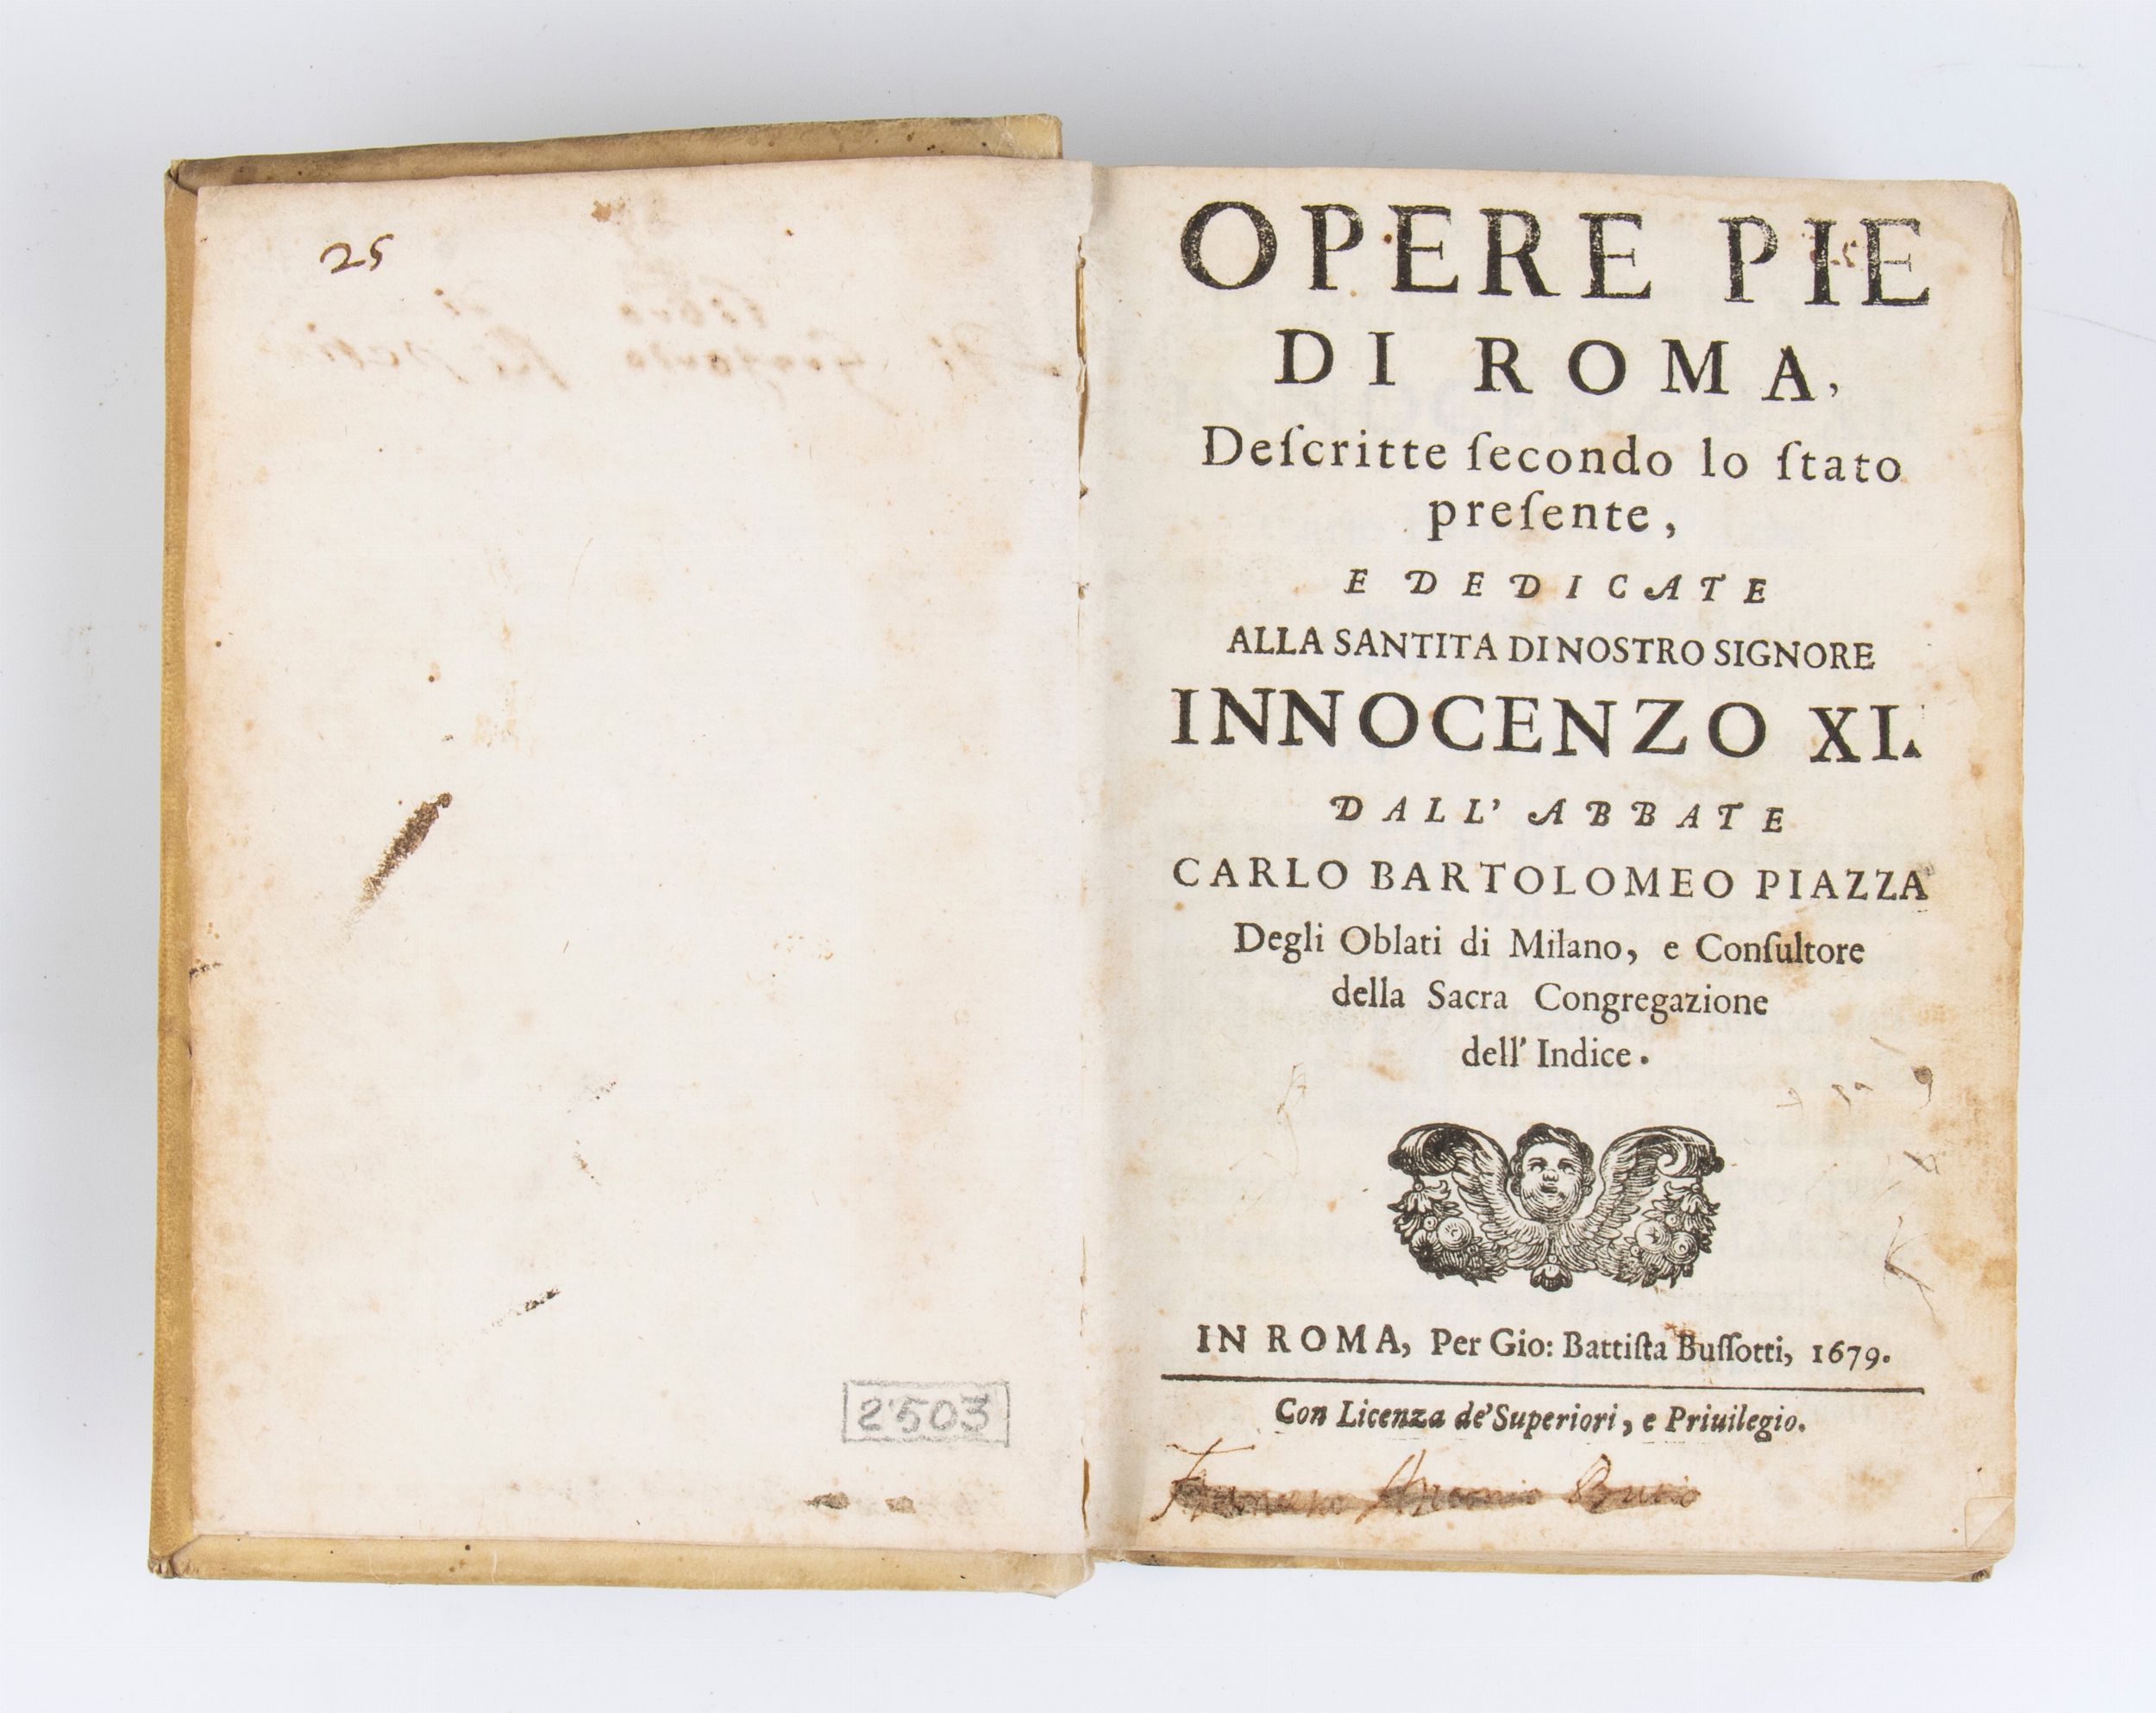 25
2503
OPERE PIE
DI ROMA,
Deſcritte ſecondo lo ſtato
preſente,
E DEDICATE
ALLA SANTITA DI NOSTRO SIGNORE
INNOCENZO XI.
DALL' ABBATE
CARLO BARTOLOMEO PIAZZA
Degli Oblati di Milano, e Conſultore
della Sacra Congregazione
dell' Indice.
IN ROMA, Per Gio: Battiſta Buſſotti, 1679.
Con Licenza de' Superiori, e Priuilegio.